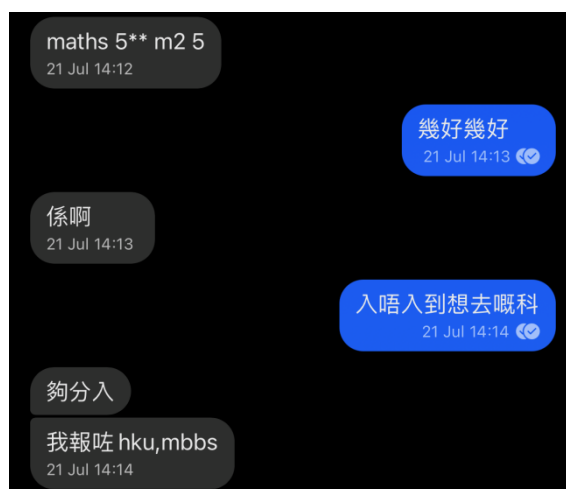 maths 5** m2 5
21 Jul 14:12
幾好幾好
21 Jul 14:13
係啊
21 Jul 14:13
入唔入到想去嘅科
21 Jul 14:14
夠分入
我報咗 hku,mbbs
21 Jul 14:14